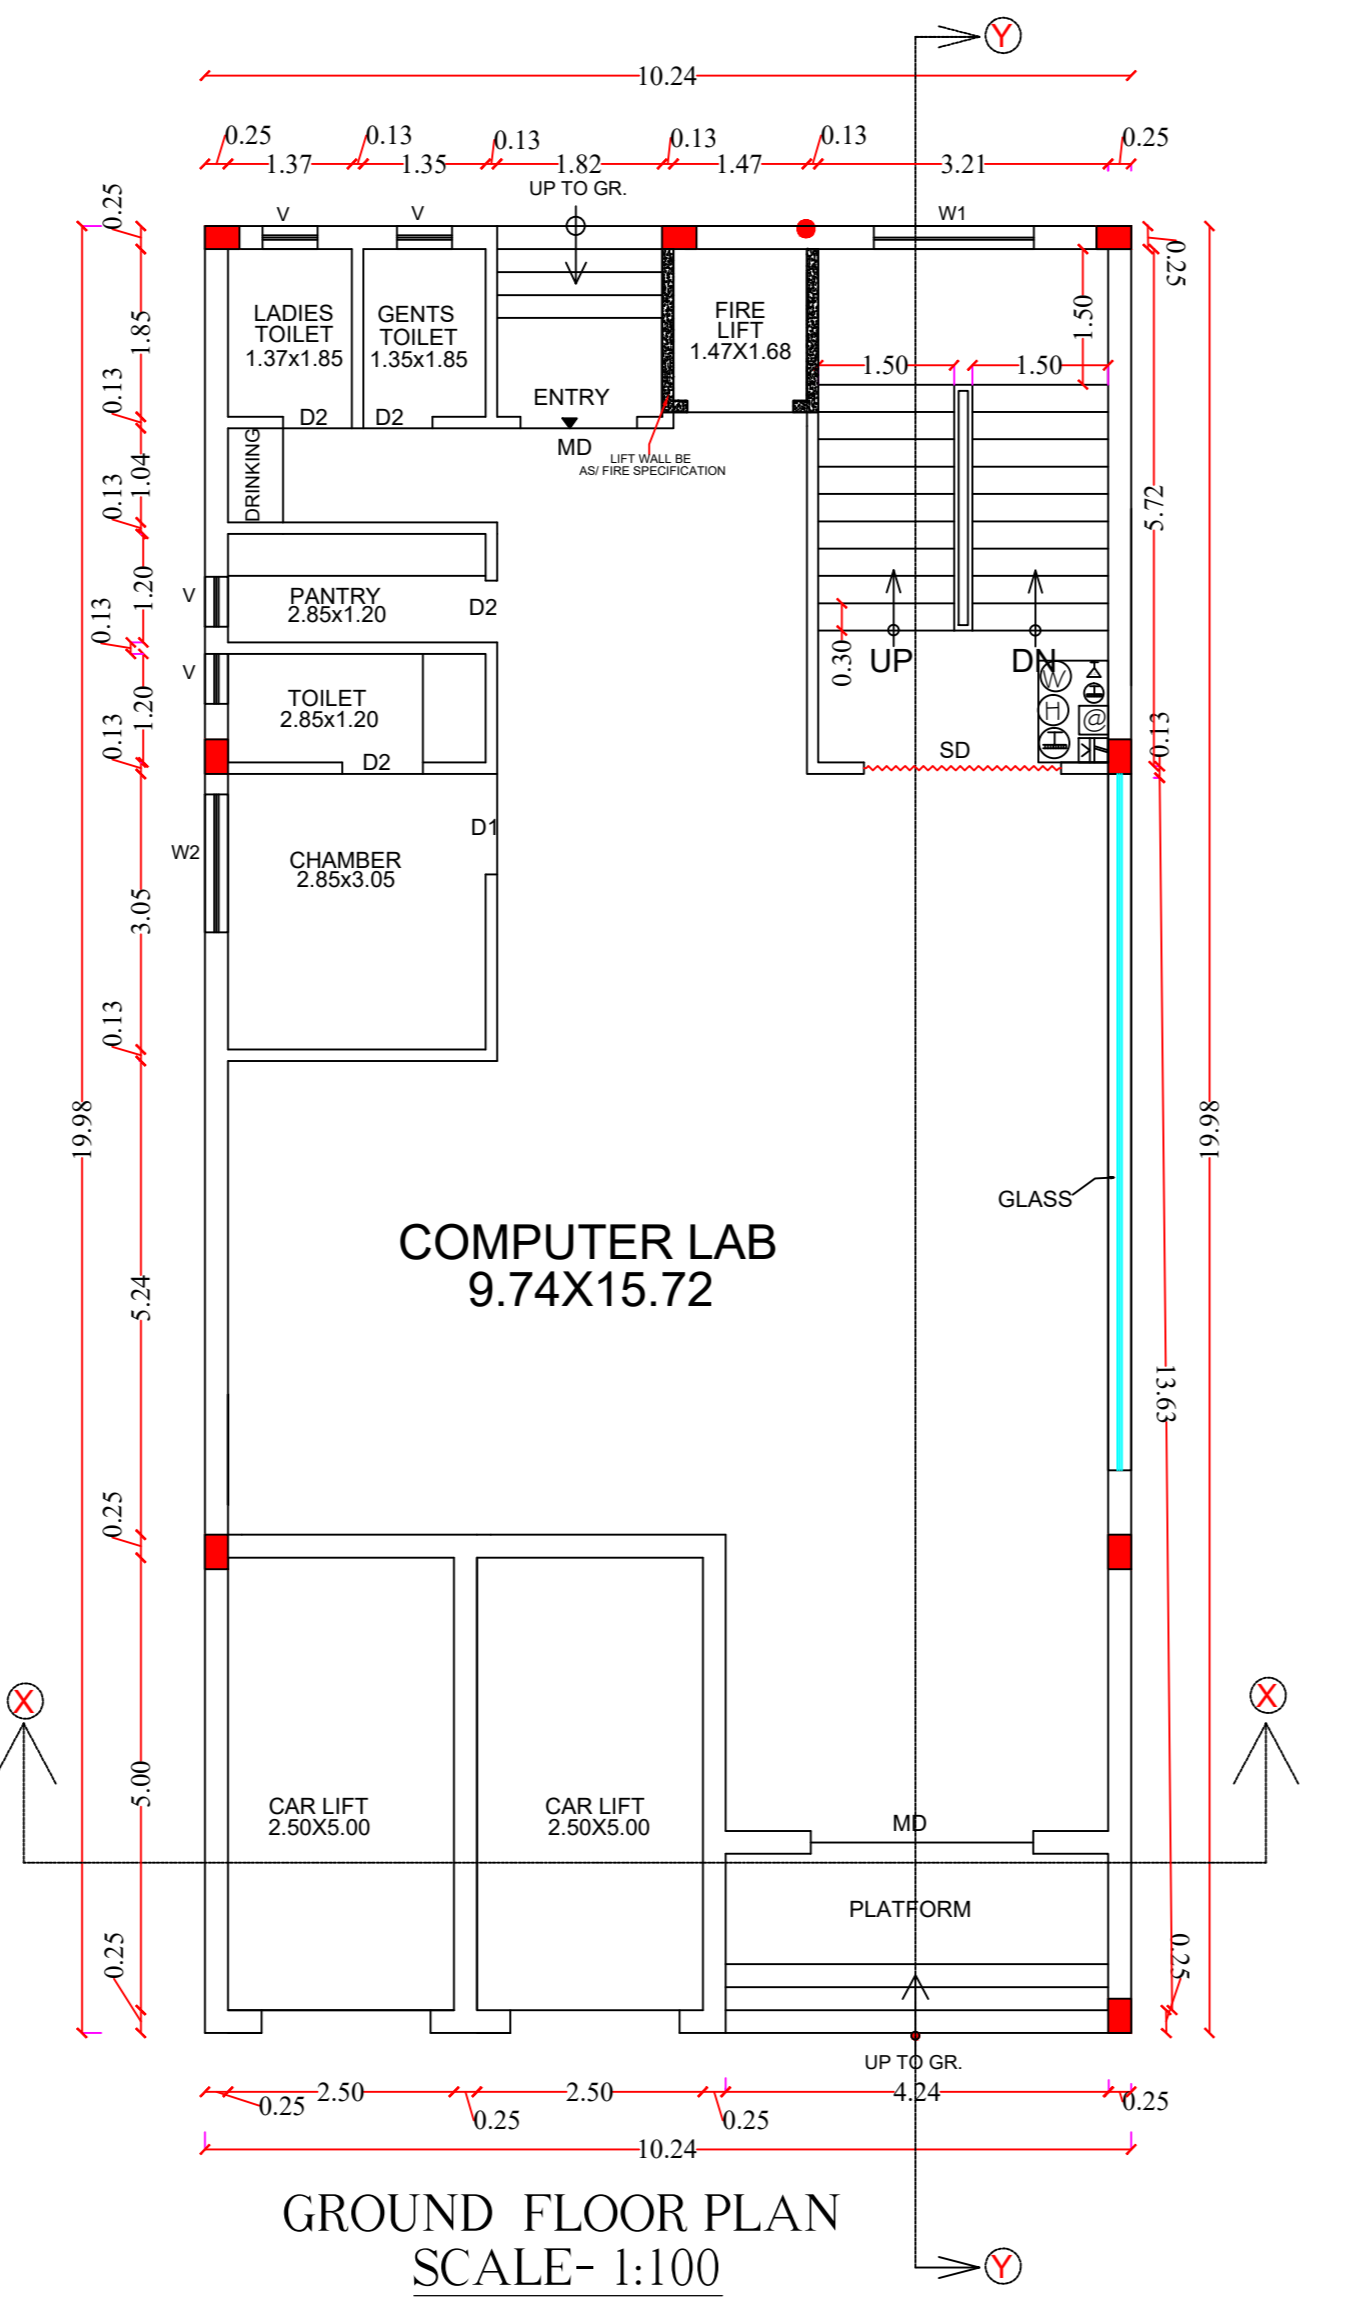 Y
10.24
0.25
0.13
0.13
0.13
0.13
0.25
1.37
1.35
1.82
1.47
3.21
UP TO GR.
0.25
V
V
W1
0.25
LADIES
TOILET
1.37x1.85
GENTS
TOILET
1.35x1.85
FIRE
LIFT
1.47X1.68
1.50
1.85
1.50
1.50
0.13
ENTRY
D2
D2
MD
LIFT WALL BE
AS/ FIRE SPECIFICATION
DRINKING
1.04
0.13
5.72
V
PANTRY
2.85x1.20
D2
1.20
0.13
0.30
UP
DN
V
TOILET
2.85x1.20
1.20
W
H
@
0.13
D2
SD
0.13
D1
W2
CHAMBER
2.85x3.05
3.05
0.13
19.98
19.98
GLASS
COMPUTER LAB
9.74X15.72
5.24
13.63
0.25
X
X
5.00
CAR LIFT
2.50X5.00
CAR LIFT
2.50X5.00
MD
PLATFORM
0.25
0.25
UP TO GR.
2.50
2.50
4.24
0.25
0.25
0.25
0.25
10.24
GROUND FLOOR PLAN
SCALE- 1:100
Y